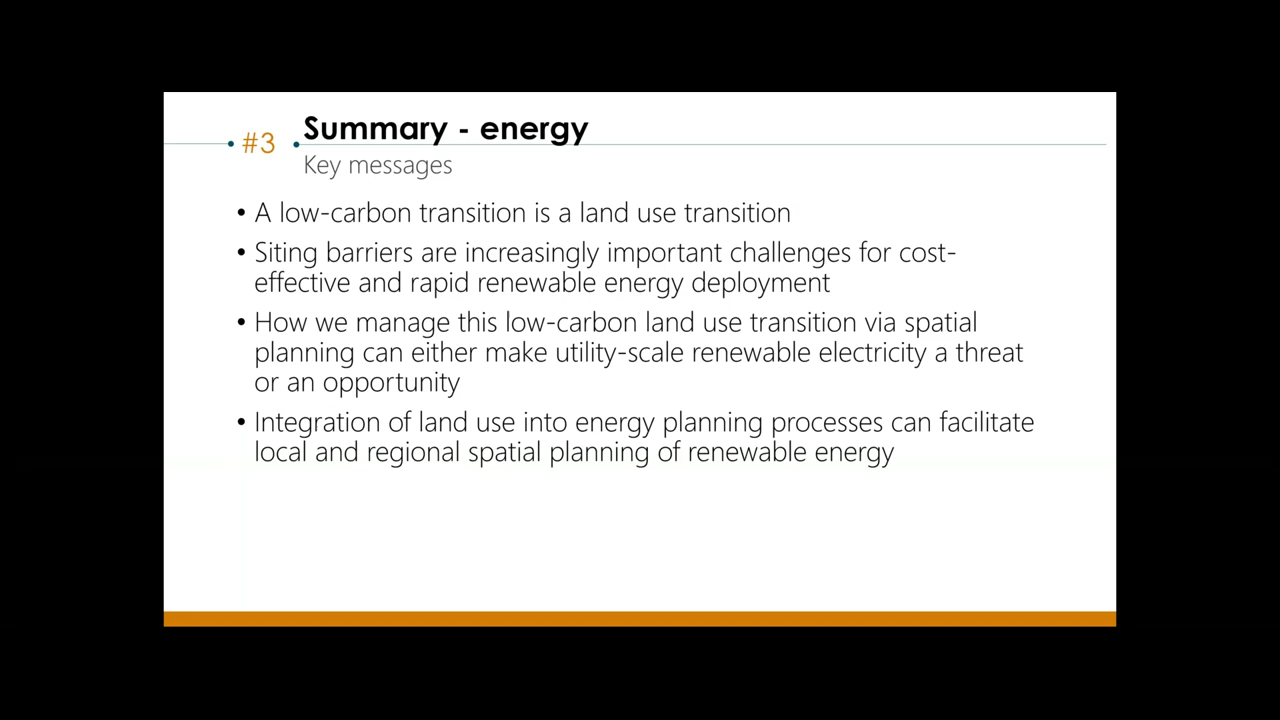 #3
Summary - energy
Key messages
• A low-carbon transition is a land use transition
• Siting barriers are increasingly important challenges for cost-
effective and rapid renewable energy deployment
• How we manage this low-carbon land use transition via spatial
planning can either make utility-scale renewable electricity a threat
or an opportunity
• Integration of land use into energy planning processes can facilitate
local and regional spatial planning of renewable energy